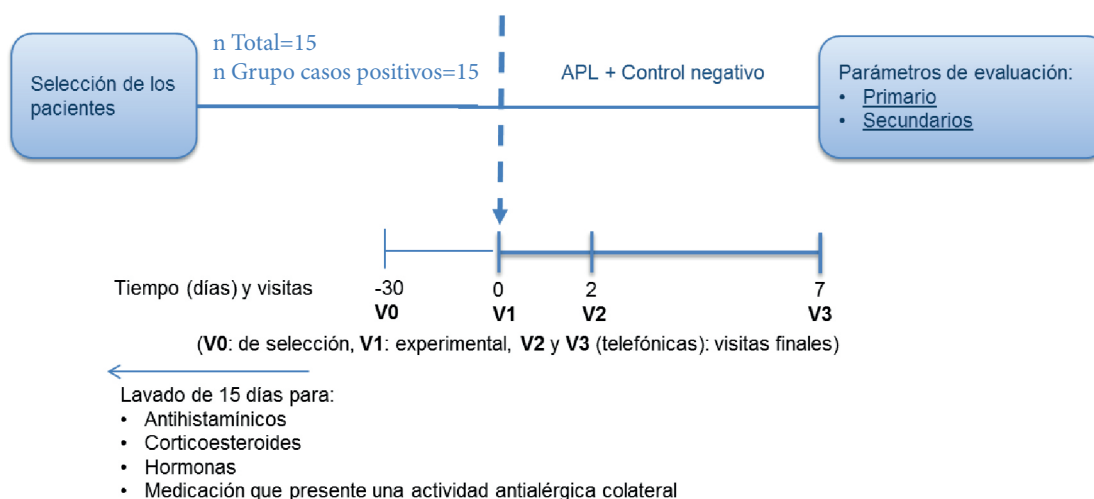 Selección de los
pacientes
n Total=15
n Grupo casos positivos=15
APL + Control negativo
Parámetros de evaluación:
• Primario
• Secundarios
Tiempo (días) y visitas
-30 0 2 7
V0 V1 V2 V3
(V0: de selección, V1: experimental, V2 y V3 (telefónicas): visitas finales)
Lavado de 15 días para:
• Antihistamínicos
• Corticoesteroides
• Hormonas
• Medicación que presente una actividad antialérgica colateral